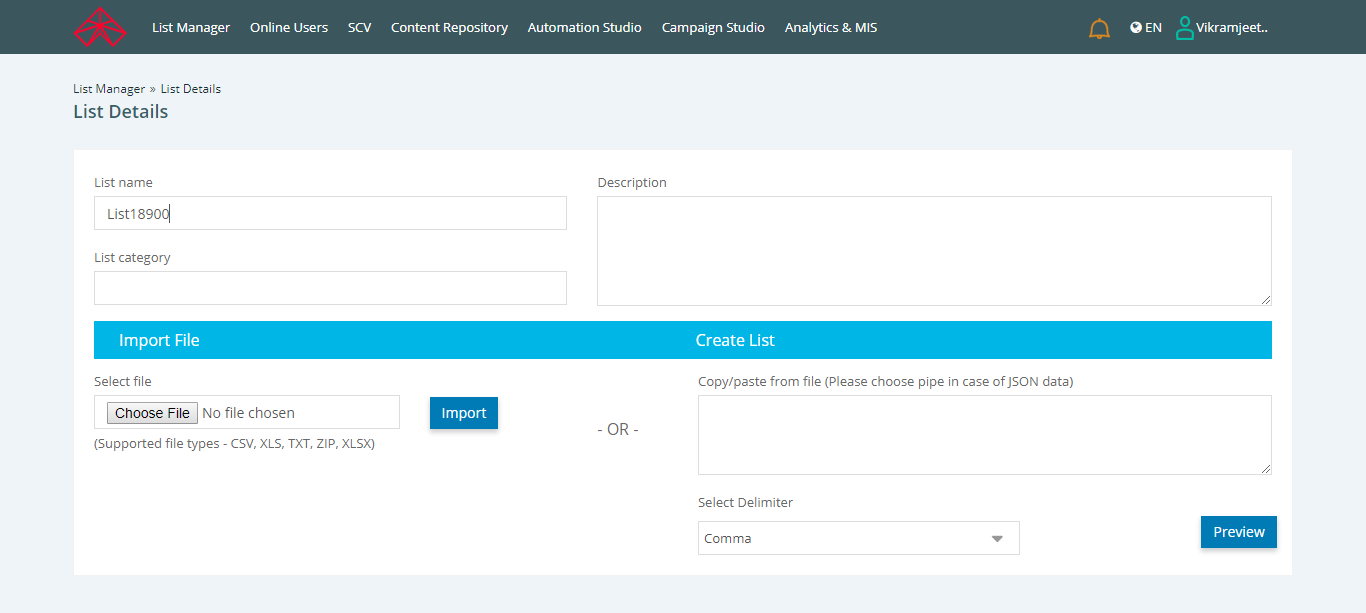 List Manager Online Users SCV Content Repository Automation Studio Campaign Studio Analytics & MIS EN Vikramjeet..
List Manager » List Details
List Details
List name
List18900
List category
Description
Import File
Select file
Choose File No file chosen
Import
(Supported file types - CSV, XLS, TXT, ZIP, XLSX)
- OR -
Create List
Copy/paste from file (Please choose pipe in case of JSON data)
Select Delimiter
Comma
Preview